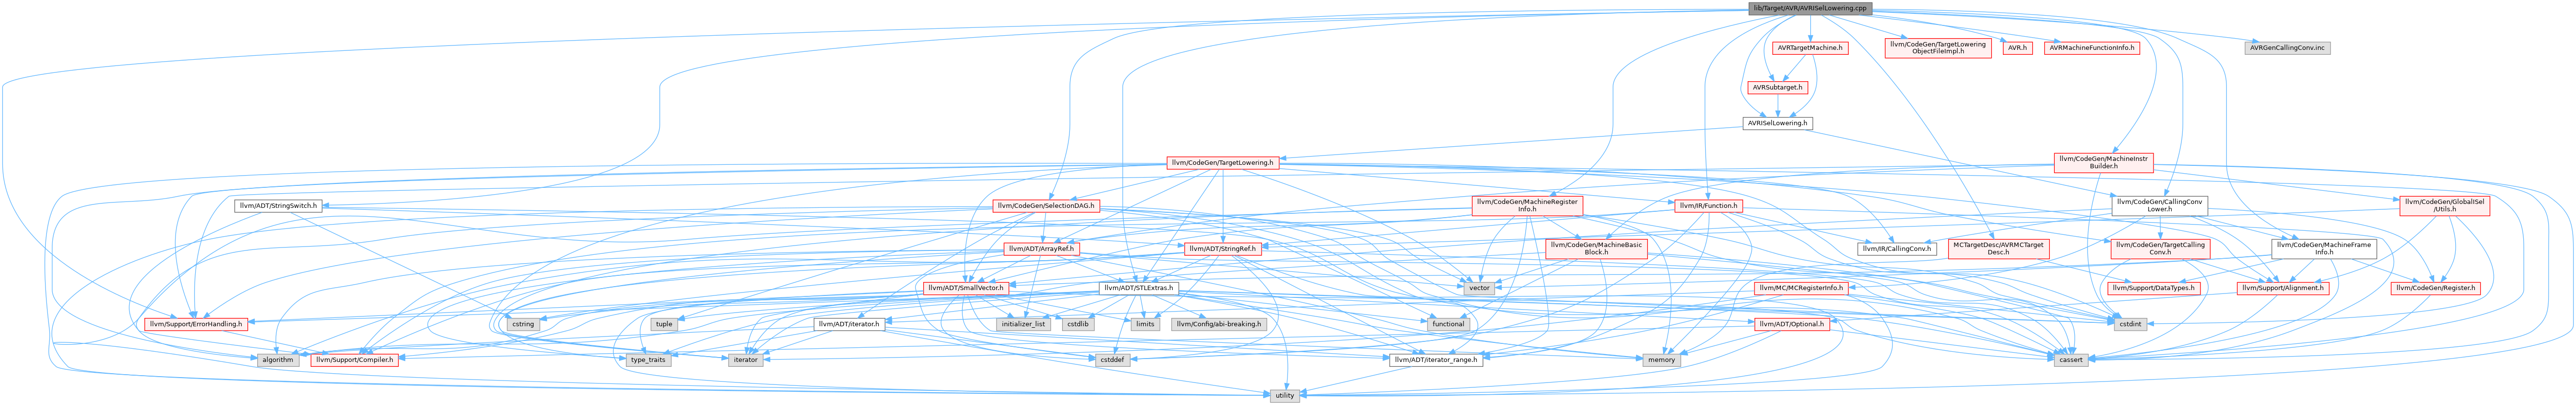 lib/Target/AVR/AVRISelLowering.cpp
AVRTargetMachine.h
llvm/CodeGen/TargetLowering
ObjectFileImpl.h
AVR.h
AVRMachineFunctionInfo.h
AVRGenCallingConv.inc
AVRSubtarget.h
AVRISelLowering.h
llvm/CodeGen/TargetLowering.h
llvm/CodeGen/MachineInstr
Builder.h
llvm/ADT/StringSwitch.h
llvm/CodeGen/SelectionDAG.h
llvm/CodeGen/MachineRegister
Info.h
llvm/IR/Function.h
llvm/CodeGen/CallingConv
Lower.h
llvm/CodeGen/GlobalISel
/Utils.h
llvm/ADT/ArrayRef.h
llvm/ADT/StringRef.h
llvm/CodeGen/MachineBasic
Block.h
llvm/IR/CallingConv.h
MCTargetDesc/AVRMCTarget
Desc.h
llvm/CodeGen/TargetCalling
Conv.h
llvm/CodeGen/MachineFrame
Info.h
llvm/ADT/SmallVector.h
llvm/ADT/STLExtras.h
vector
llvm/MC/MCRegisterInfo.h
llvm/Support/DataTypes.h
llvm/Support/Alignment.h
llvm/CodeGen/Register.h
llvm/Support/ErrorHandling.h
cstring
tuple
llvm/ADT/iterator.h
initializer_list
cstdlib
limits
llvm/Config/abi-breaking.h
functional
llvm/ADT/Optional.h
cstdint
algorithm
llvm/Support/Compiler.h
type_traits
iterator
cstddef
llvm/ADT/iterator_range.h
memory
cassert
utility